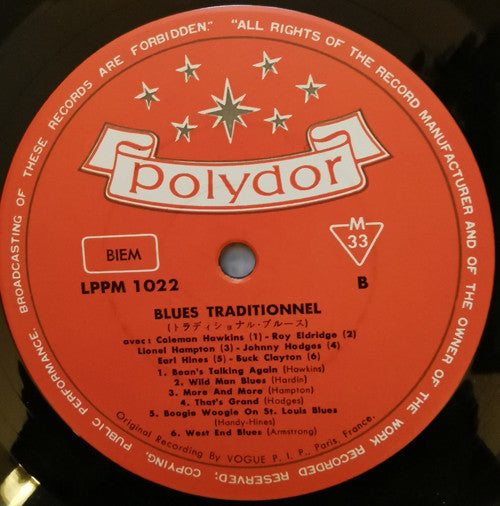 "ALL RIGHTS OF THE RECORD MANUFACTURER AND OF THE OWNER OF THE WORK RECORDED RESERVED; COPYING, PUBLIC PERFORMANCE, BROADCASTING OF THESE RECORDS ARE FORBIDDEN."
Polydor
BIEM
M
33
LPPM 1022
B
BLUES TRADITIONNEL
(トラディショナル・ブルース)
avec: Coleman Hawkins (1) - Roy Eldridge (2)
Lionel Hampton (3) - Johnny Hodges (4)
Earl Hines (5) - Buck Clayton (6)
1. Bean's Talking Again (Hawkins)
2. Wild Man Blues (Hardin)
3. More And More (Hampton)
4. That's Grand (Hodges)
5. Boogie Woogie On St. Louis Blues
(Handy-Hines)
6. West End Blues (Armstrong)
Original Recording By VOGUE P. I. P., Paris, France.